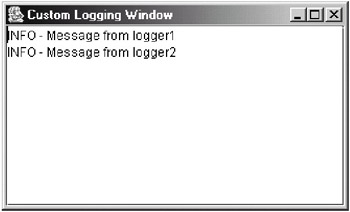 Custom Logging Window
INFO - Message from logger1
INFO - Message from logger2